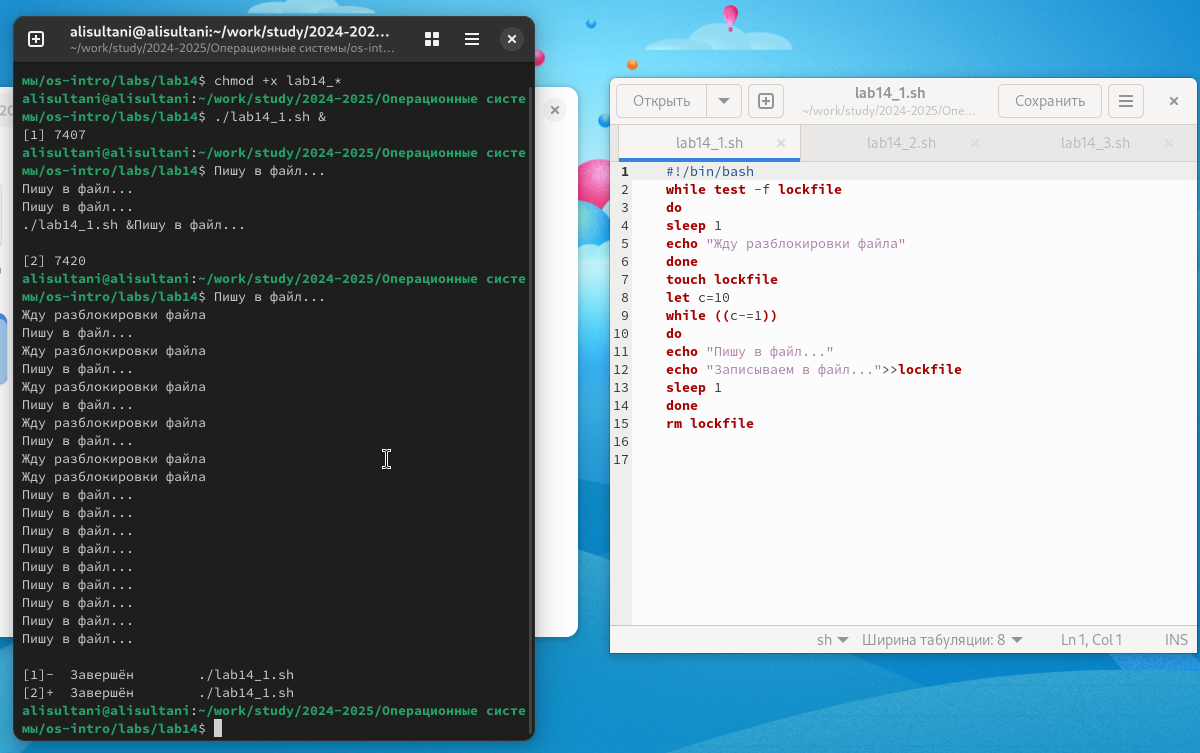 alisultani@alisultani:~/work/study/2024-202...
~/work/study/2024-2025/Операционные системы/os-int...
мы/os-intro/labs/lab14$ chmod +x lab14_*
alisultani@alisultani:~/work/study/2024-2025/Операционные систе
мы/os-intro/labs/lab14$ ./lab14_1.sh &
[1] 7407
alisultani@alisultani:~/work/study/2024-2025/Операционные систе
мы/os-intro/labs/lab14$ Пишу в файл...
Пишу в файл...
Пишу в файл...
./lab14_1.sh &Пишу в файл...
[2] 7420
alisultani@alisultani:~/work/study/2024-2025/Операционные систе
мы/os-intro/labs/lab14$ Пишу в файл...
Жду разблокировки файла
Пишу в файл...
Жду разблокировки файла
Пишу в файл...
Жду разблокировки файла
Пишу в файл...
Жду разблокировки файла
Пишу в файл...
Жду разблокировки файла
Жду разблокировки файла
Пишу в файл...
Пишу в файл...
Пишу в файл...
Пишу в файл...
Пишу в файл...
Пишу в файл...
Пишу в файл...
Пишу в файл...
Пишу в файл...
[1]-  Завершён        ./lab14_1.sh
[2]+  Завершён        ./lab14_1.sh
alisultani@alisultani:~/work/study/2024-2025/Операционные систе
мы/os-intro/labs/lab14$
Открыть
lab14_1.sh
~/work/study/2024-2025/Опе...
Сохранить
lab14_1.sh
lab14_2.sh
lab14_3.sh
1 #!/bin/bash
2 while test -f lockfile
3 do
4 sleep 1
5 echo "Жду разблокировки файла"
6 done
7 touch lockfile
8 let c=10
9 while ((c-=1))
10 do
11 echo "Пишу в файл..."
12 echo "Записываем в файл...">>lockfile
13 sleep 1
14 done
15 rm lockfile
16
17
sh Ширина табуляции: 8 Ln 1, Col 1 INS